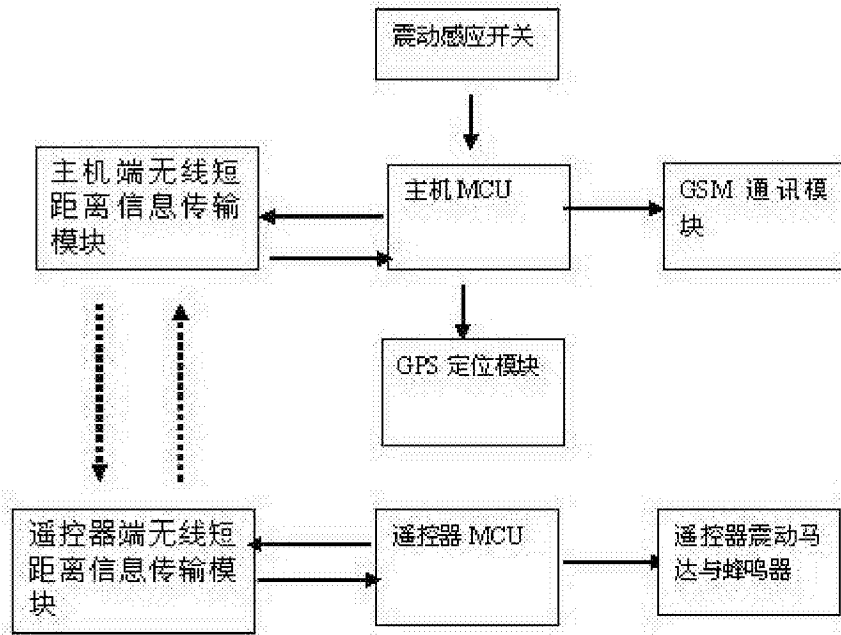 震动感应开关
主机端无线短
距离信息传输
模块
主机 MCU
GSM 通讯模
块
GPS 定位模块
遥控器端无线短
距离信息传输模
块
遥控器 MCU
遥控器震动马
达与蜂鸣器